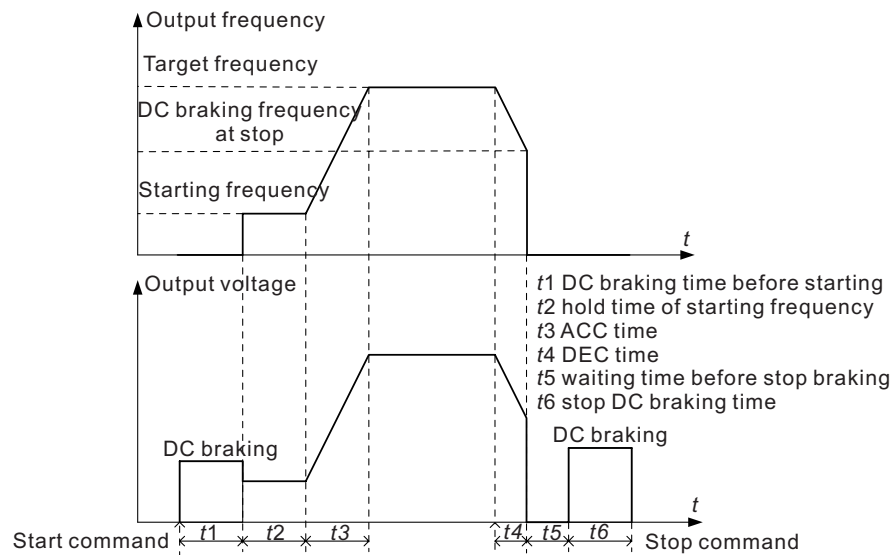 Output frequency
Target frequency
DC braking frequency
at stop
Starting frequency
t
Output voltage
t1 DC braking time before starting
t2 hold time of starting frequency
t3 ACC time
t4 DEC time
t5 waiting time before stop braking
t6 stop DC braking time
DC braking
DC braking
t
Start command
t1
t2
t3
t4
t5
t6
Stop command